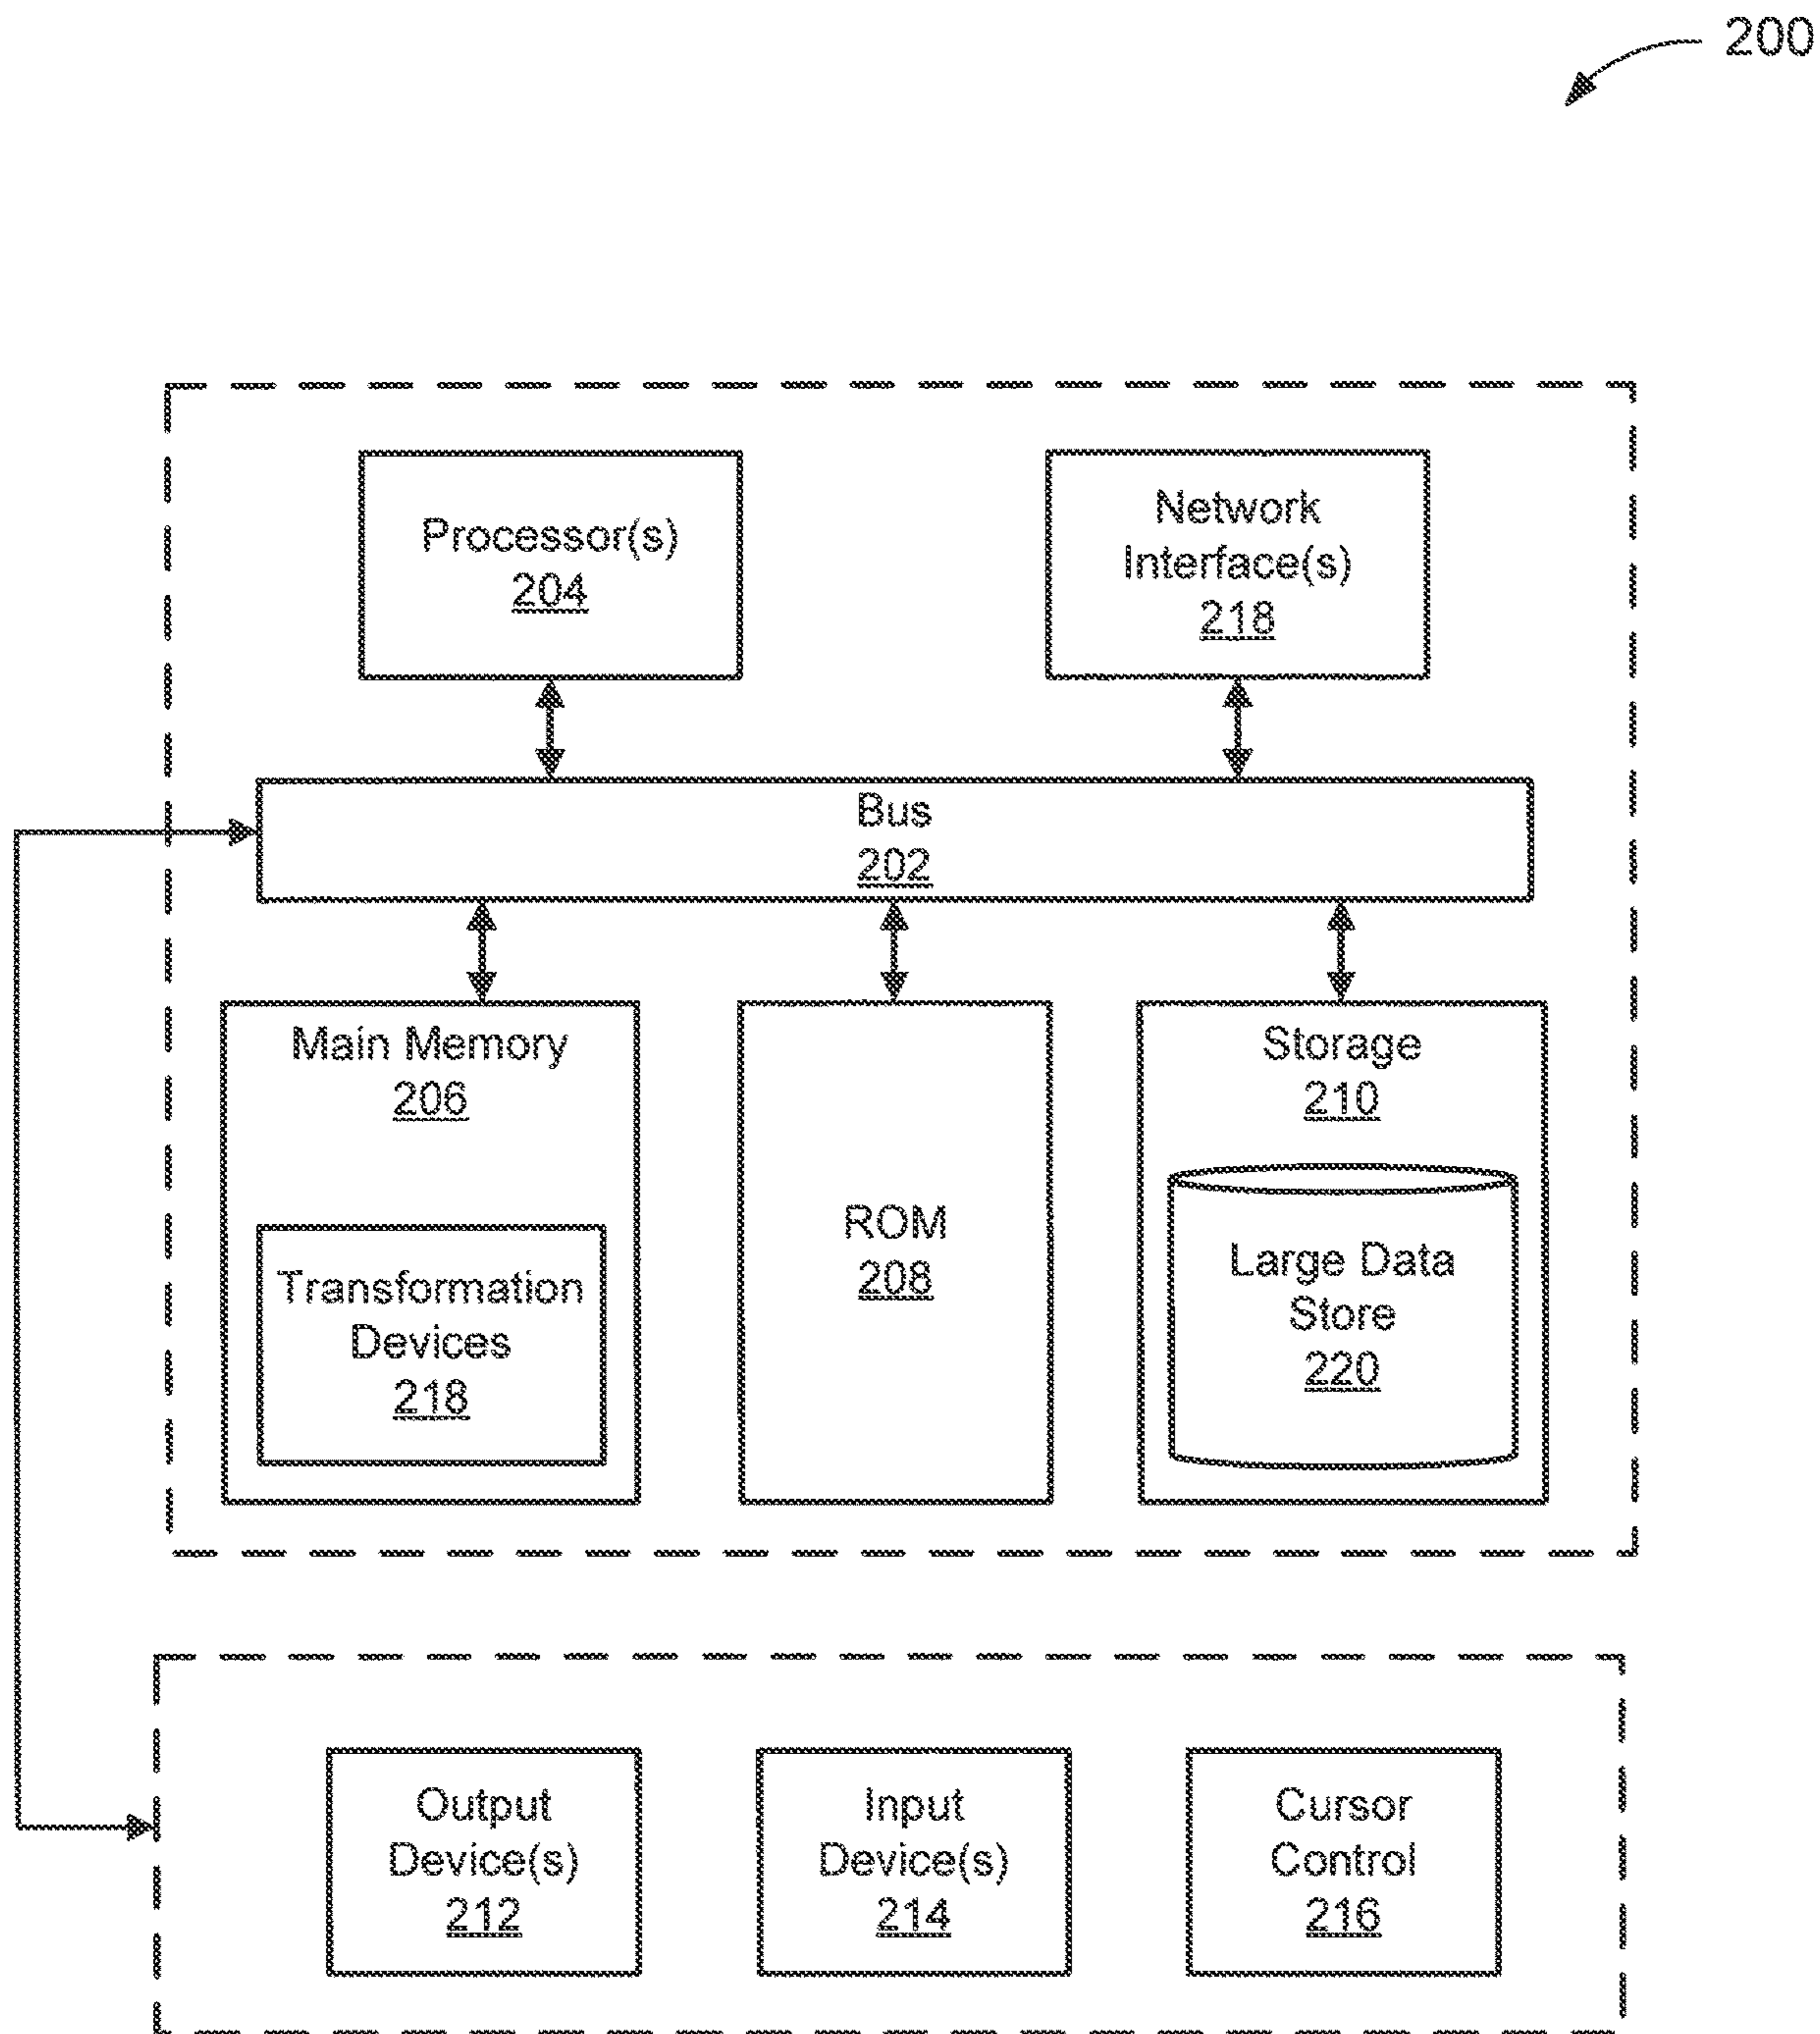 200
Processor(s)
204
Network
Interface(s)
218
Bus
202
Main Memory
206
Transformation
Devices
218
ROM
208
Storage
210
Large Data
Store
220
Output
Device(s)
212
Input
Device(s)
214
Cursor
Control
216